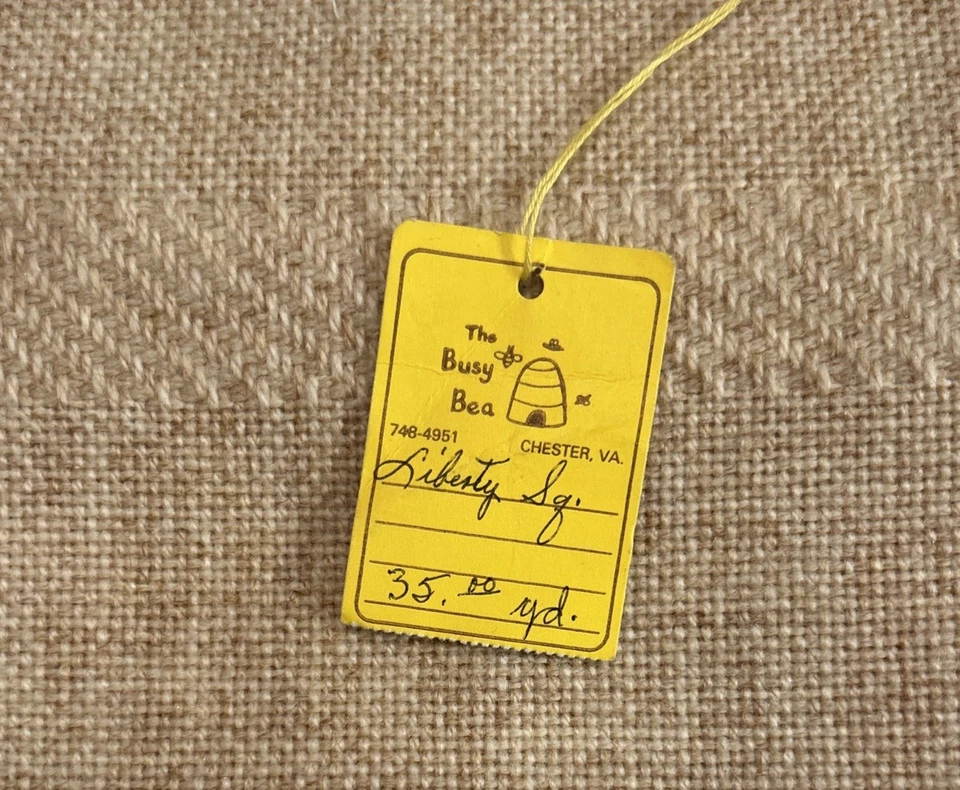 The
Busy
Bea
748-4951 CHESTER, VA.
Liberty Sq.
35.00 yd.